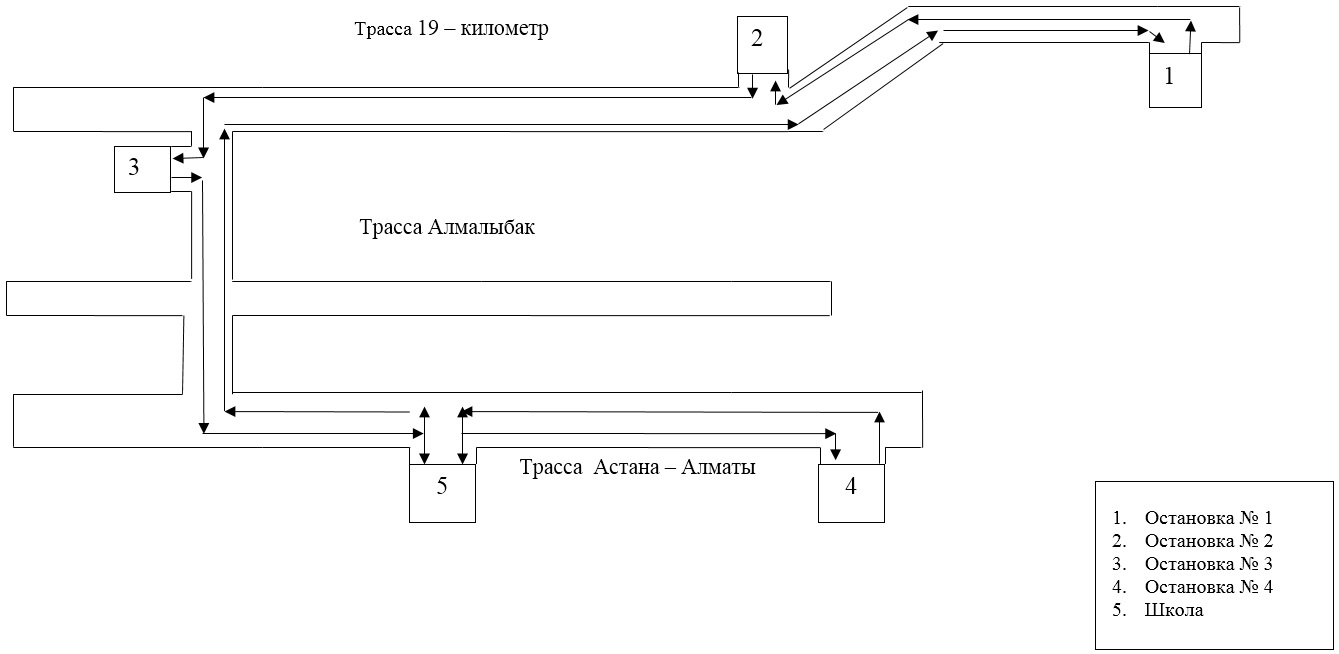 Трасса 19 – километр
2
1
3
Трасса Алмалыбак
Трасса Астана – Алматы
5
4
1. Остановка № 1
2. Остановка № 2
3. Остановка № 3
4. Остановка № 4
5. Школа